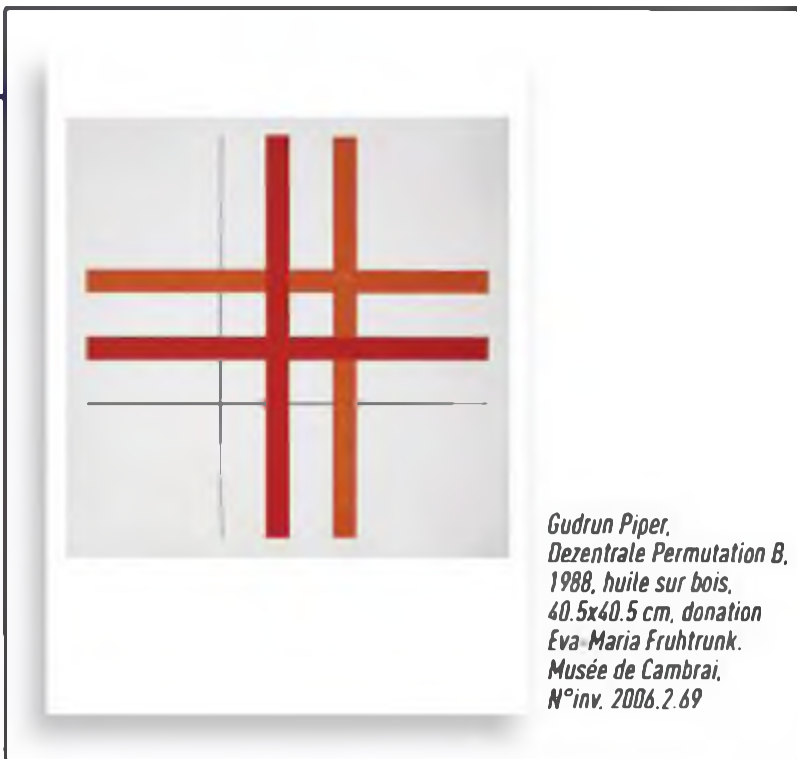 Gudrun Piper,
Dezentrale Permutation B,
1988, huile sur bois,
40.5x40.5 cm, donation
Eva-Maria Fruhtrunk.
Musée de Cambrai,
N°inv. 2006.2.69